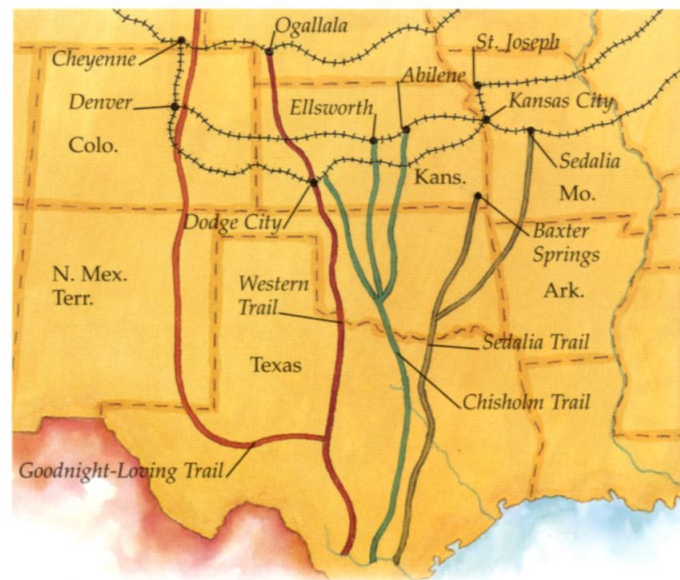 Ogallala
Cheyenne
St. Joseph
Abilene
Denver
Ellsworth
Kansas City
Colo.
Sedalia
Kans.
Mo.
Dodge City
Baxter
Springs
N. Mex.
Terr.
Western
Trail
Ark.
Sedalia Trail
Texas
Chisholm Trail
Goodnight-Loving Trail